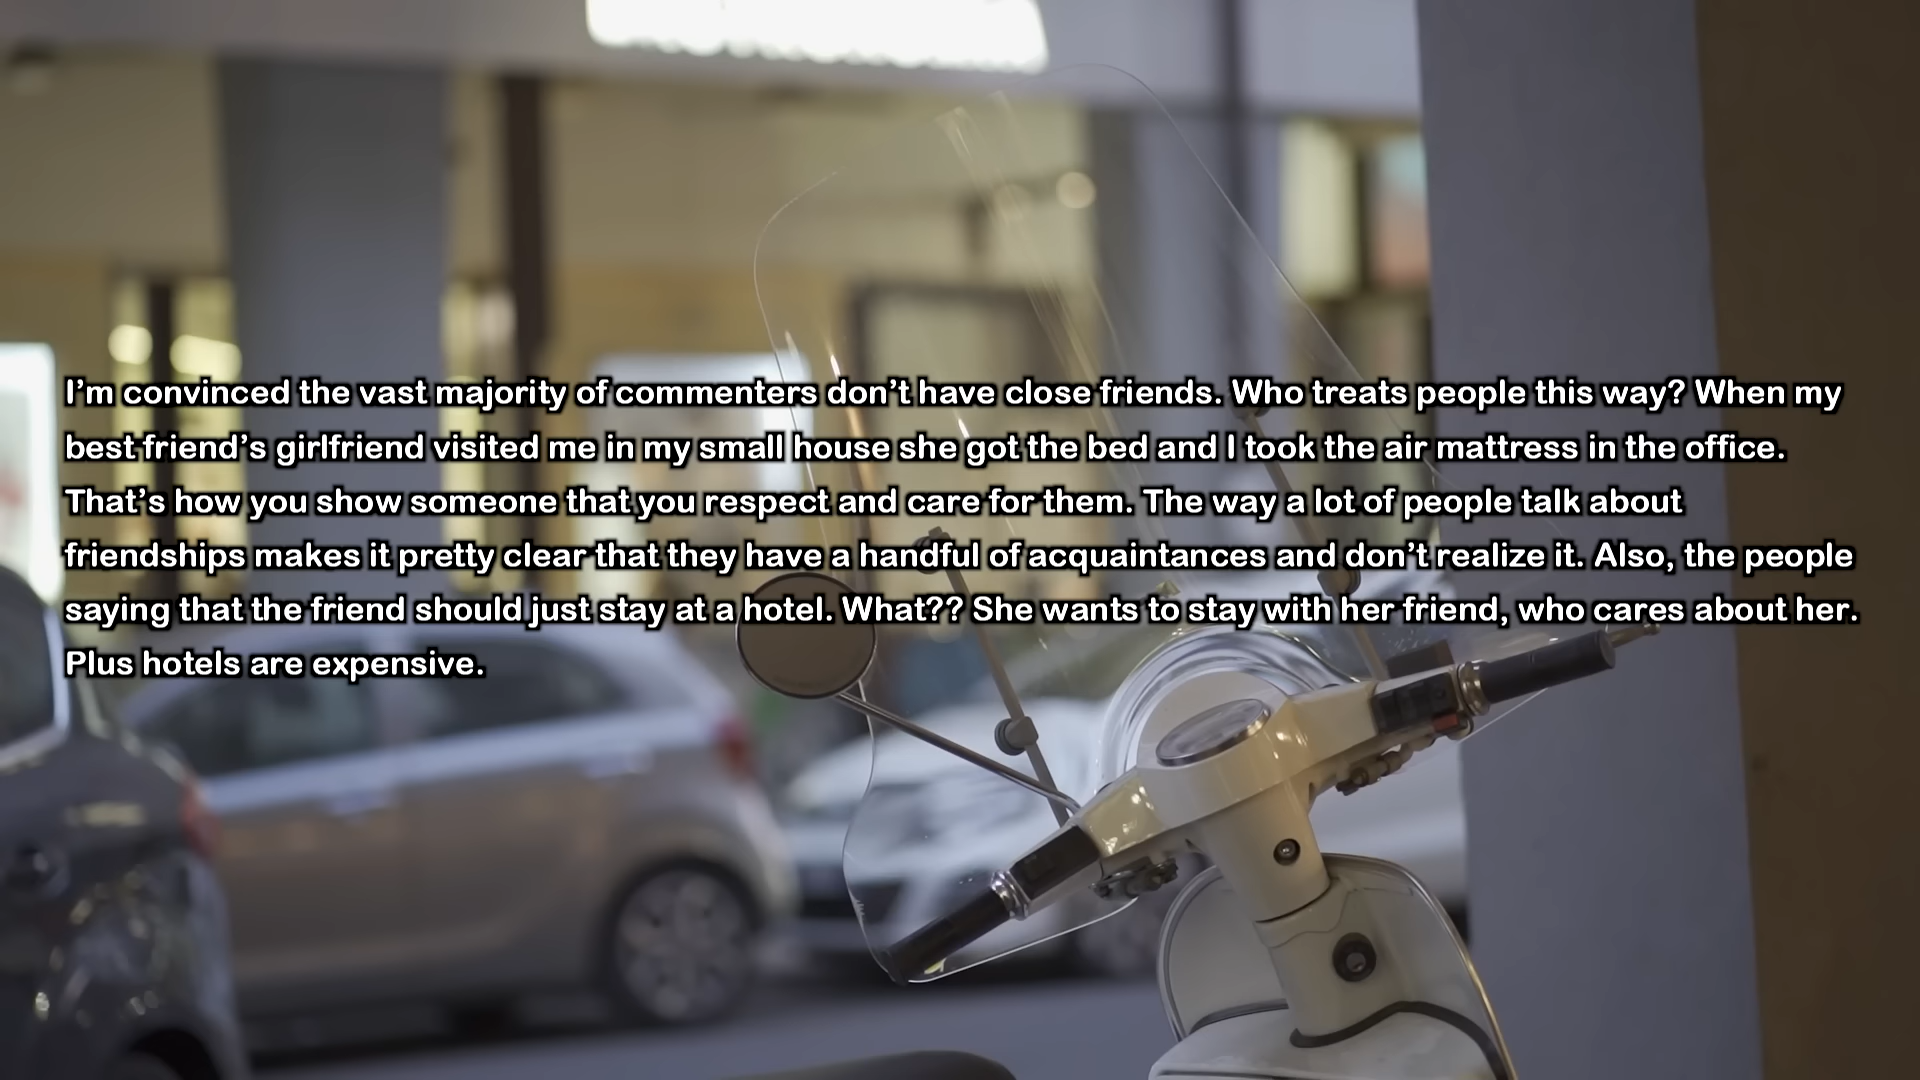 I’m convinced the vast majority of commenters don’t have close friends. Who treats people this way? When my
best friend’s girlfriend visited me in my small house she got the bed and I took the air mattress in the office.
That’s how you show someone that you respect and care for them. The way a lot of people talk about
friendships makes it pretty clear that they have a handful of acquaintances and don’t realize it. Also, the people
saying that the friend should just stay at a hotel. What?? She wants to stay with her friend, who cares about her.
Plus hotels are expensive.